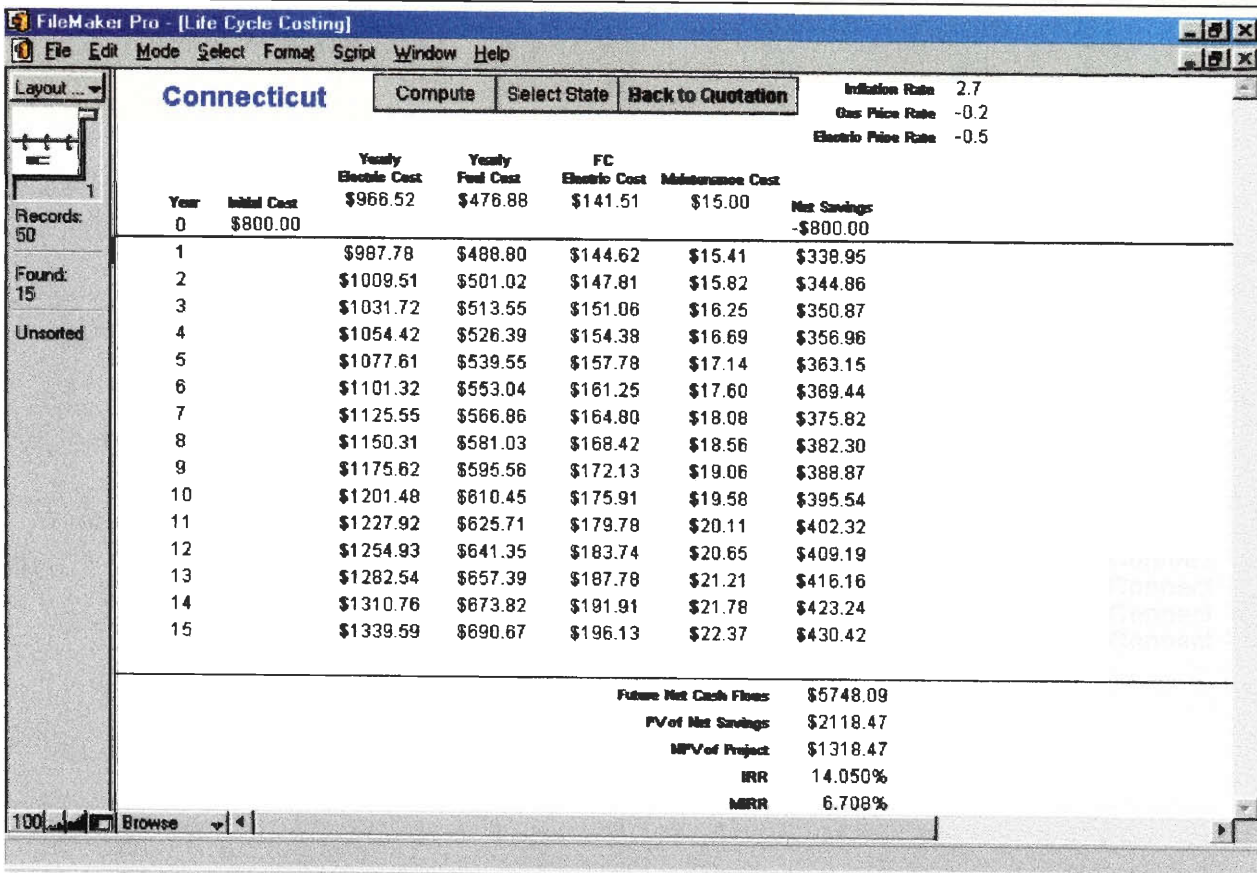 FileMaker Pro - [Life Cycle Costing]
File Edit Mode Select Format Script Window Help
Layout ...
1
Records:
50
Found:
15
Unsorted
Connecticut Compute Select State Back to Quotation
Inflation Rate 2.7
Gas Price Rate -0.2
Electric Price Rate -0.5
Year Initial Cost Yearly Electric Cost Yearly Fuel Cost FC Electric Cost Maintenance Cost Net Savings
0 $800.00 $966.52 $476.88 $141.51 $15.00 -$800.00
1 $987.78 $488.80 $144.62 $15.41 $338.95
2 $1009.51 $501.02 $147.81 $15.82 $344.86
3 $1031.72 $513.55 $151.06 $16.25 $350.87
4 $1054.42 $526.39 $154.38 $16.69 $356.96
5 $1077.61 $539.55 $157.78 $17.14 $363.15
6 $1101.32 $553.04 $161.25 $17.60 $369.44
7 $1125.55 $566.86 $164.80 $18.08 $375.82
8 $1150.31 $581.03 $168.42 $18.56 $382.30
9 $1175.62 $595.56 $172.13 $19.06 $388.87
10 $1201.48 $610.45 $175.91 $19.58 $395.54
11 $1227.92 $625.71 $179.78 $20.11 $402.32
12 $1254.93 $641.35 $183.74 $20.65 $409.19
13 $1282.54 $657.39 $187.78 $21.21 $416.16
14 $1310.76 $673.82 $191.91 $21.78 $423.24
15 $1339.59 $690.67 $196.13 $22.37 $430.42
Future Net Cash Flows $5748.09
PV of Net Savings $2118.47
NPV of Project $1318.47
IRR 14.050%
MIRR 6.708%
100 Browse